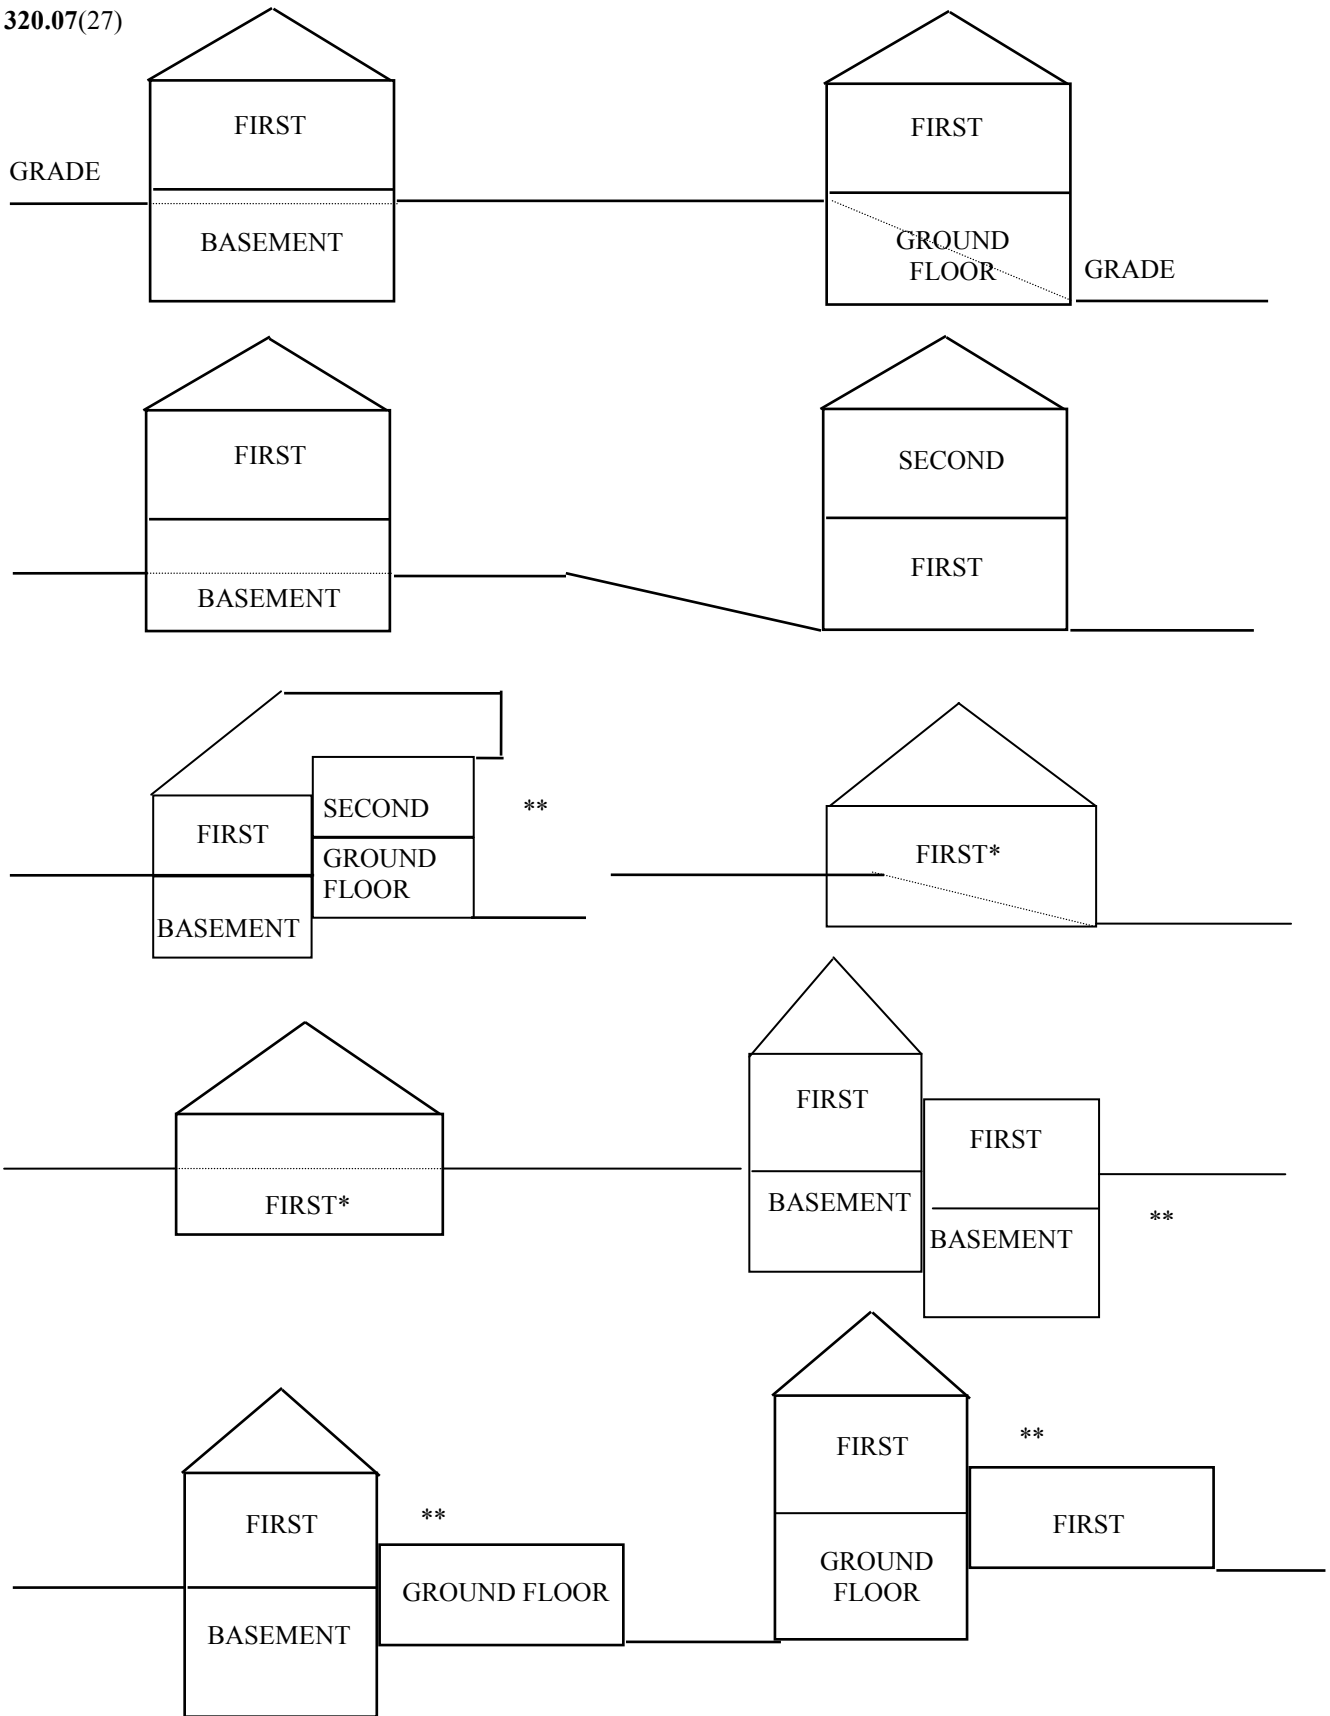 320.07(27)
FIRST
FIRST
GRADE
BASEMENT
GROUND
FLOOR
GRADE
FIRST
SECOND
BASEMENT
FIRST
FIRST
SECOND
**
GROUND
FLOOR
BASEMENT
FIRST*
FIRST*
FIRST
FIRST
BASEMENT
BASEMENT
**
FIRST
**
GROUND FLOOR
BASEMENT
FIRST
**
FIRST
GROUND
FLOOR